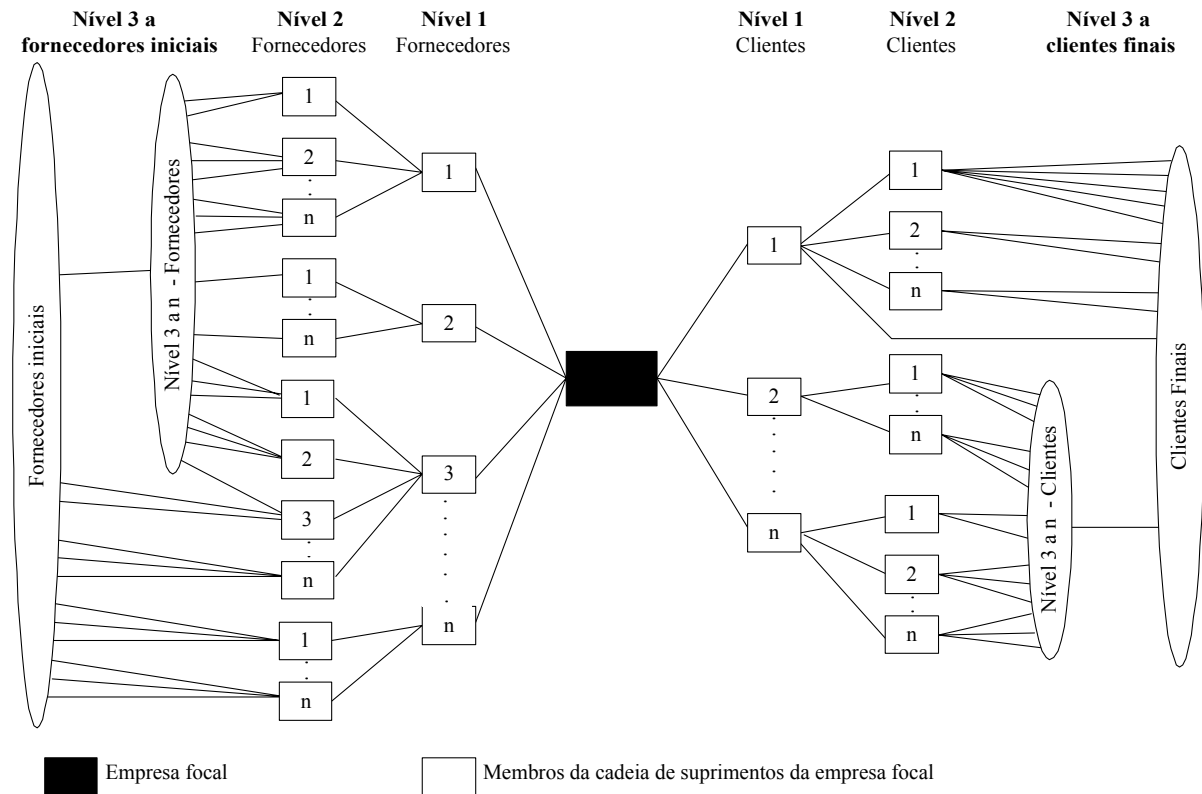 Nível 3 a
fornecedores iniciais
Nível 2
Fornecedores
Nível 1
Fornecedores
Nível 1
Clientes
Nível 2
Clientes
Nível 3 a
clientes finais
Fornecedores iniciais
Nível 3 a n - Fornecedores
1
2
n
1
n
1
2
3
n
1
n
1
2
3
n
1
2
n
1
2
n
1
n
1
2
n
Nível 3 a n - Clientes
Clientes Finais
Empresa focal
Membros da cadeia de suprimentos da empresa focal